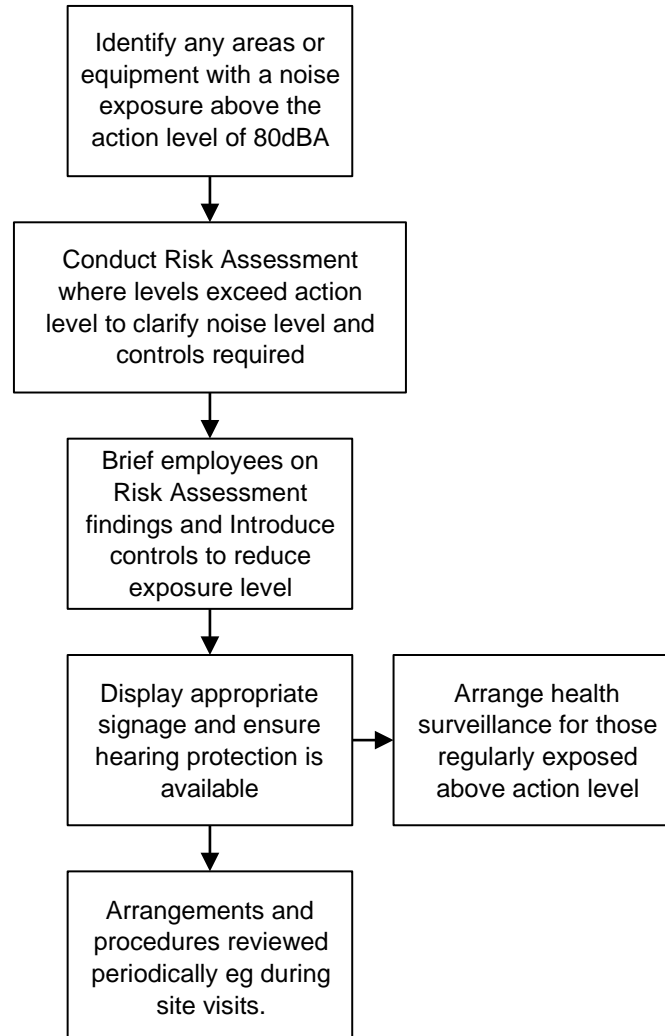 Identify any areas or
equipment with a noise
exposure above the
action level of 80dBA
Conduct Risk Assessment
where levels exceed action
level to clarify noise level and
controls required
Brief employees on
Risk Assessment
findings and Introduce
controls to reduce
exposure level
Display appropriate
signage and ensure
hearing protection is
available
Arrange health
surveillance for those
regularly exposed
above action level
Arrangements and
procedures reviewed
periodically eg during
site visits.